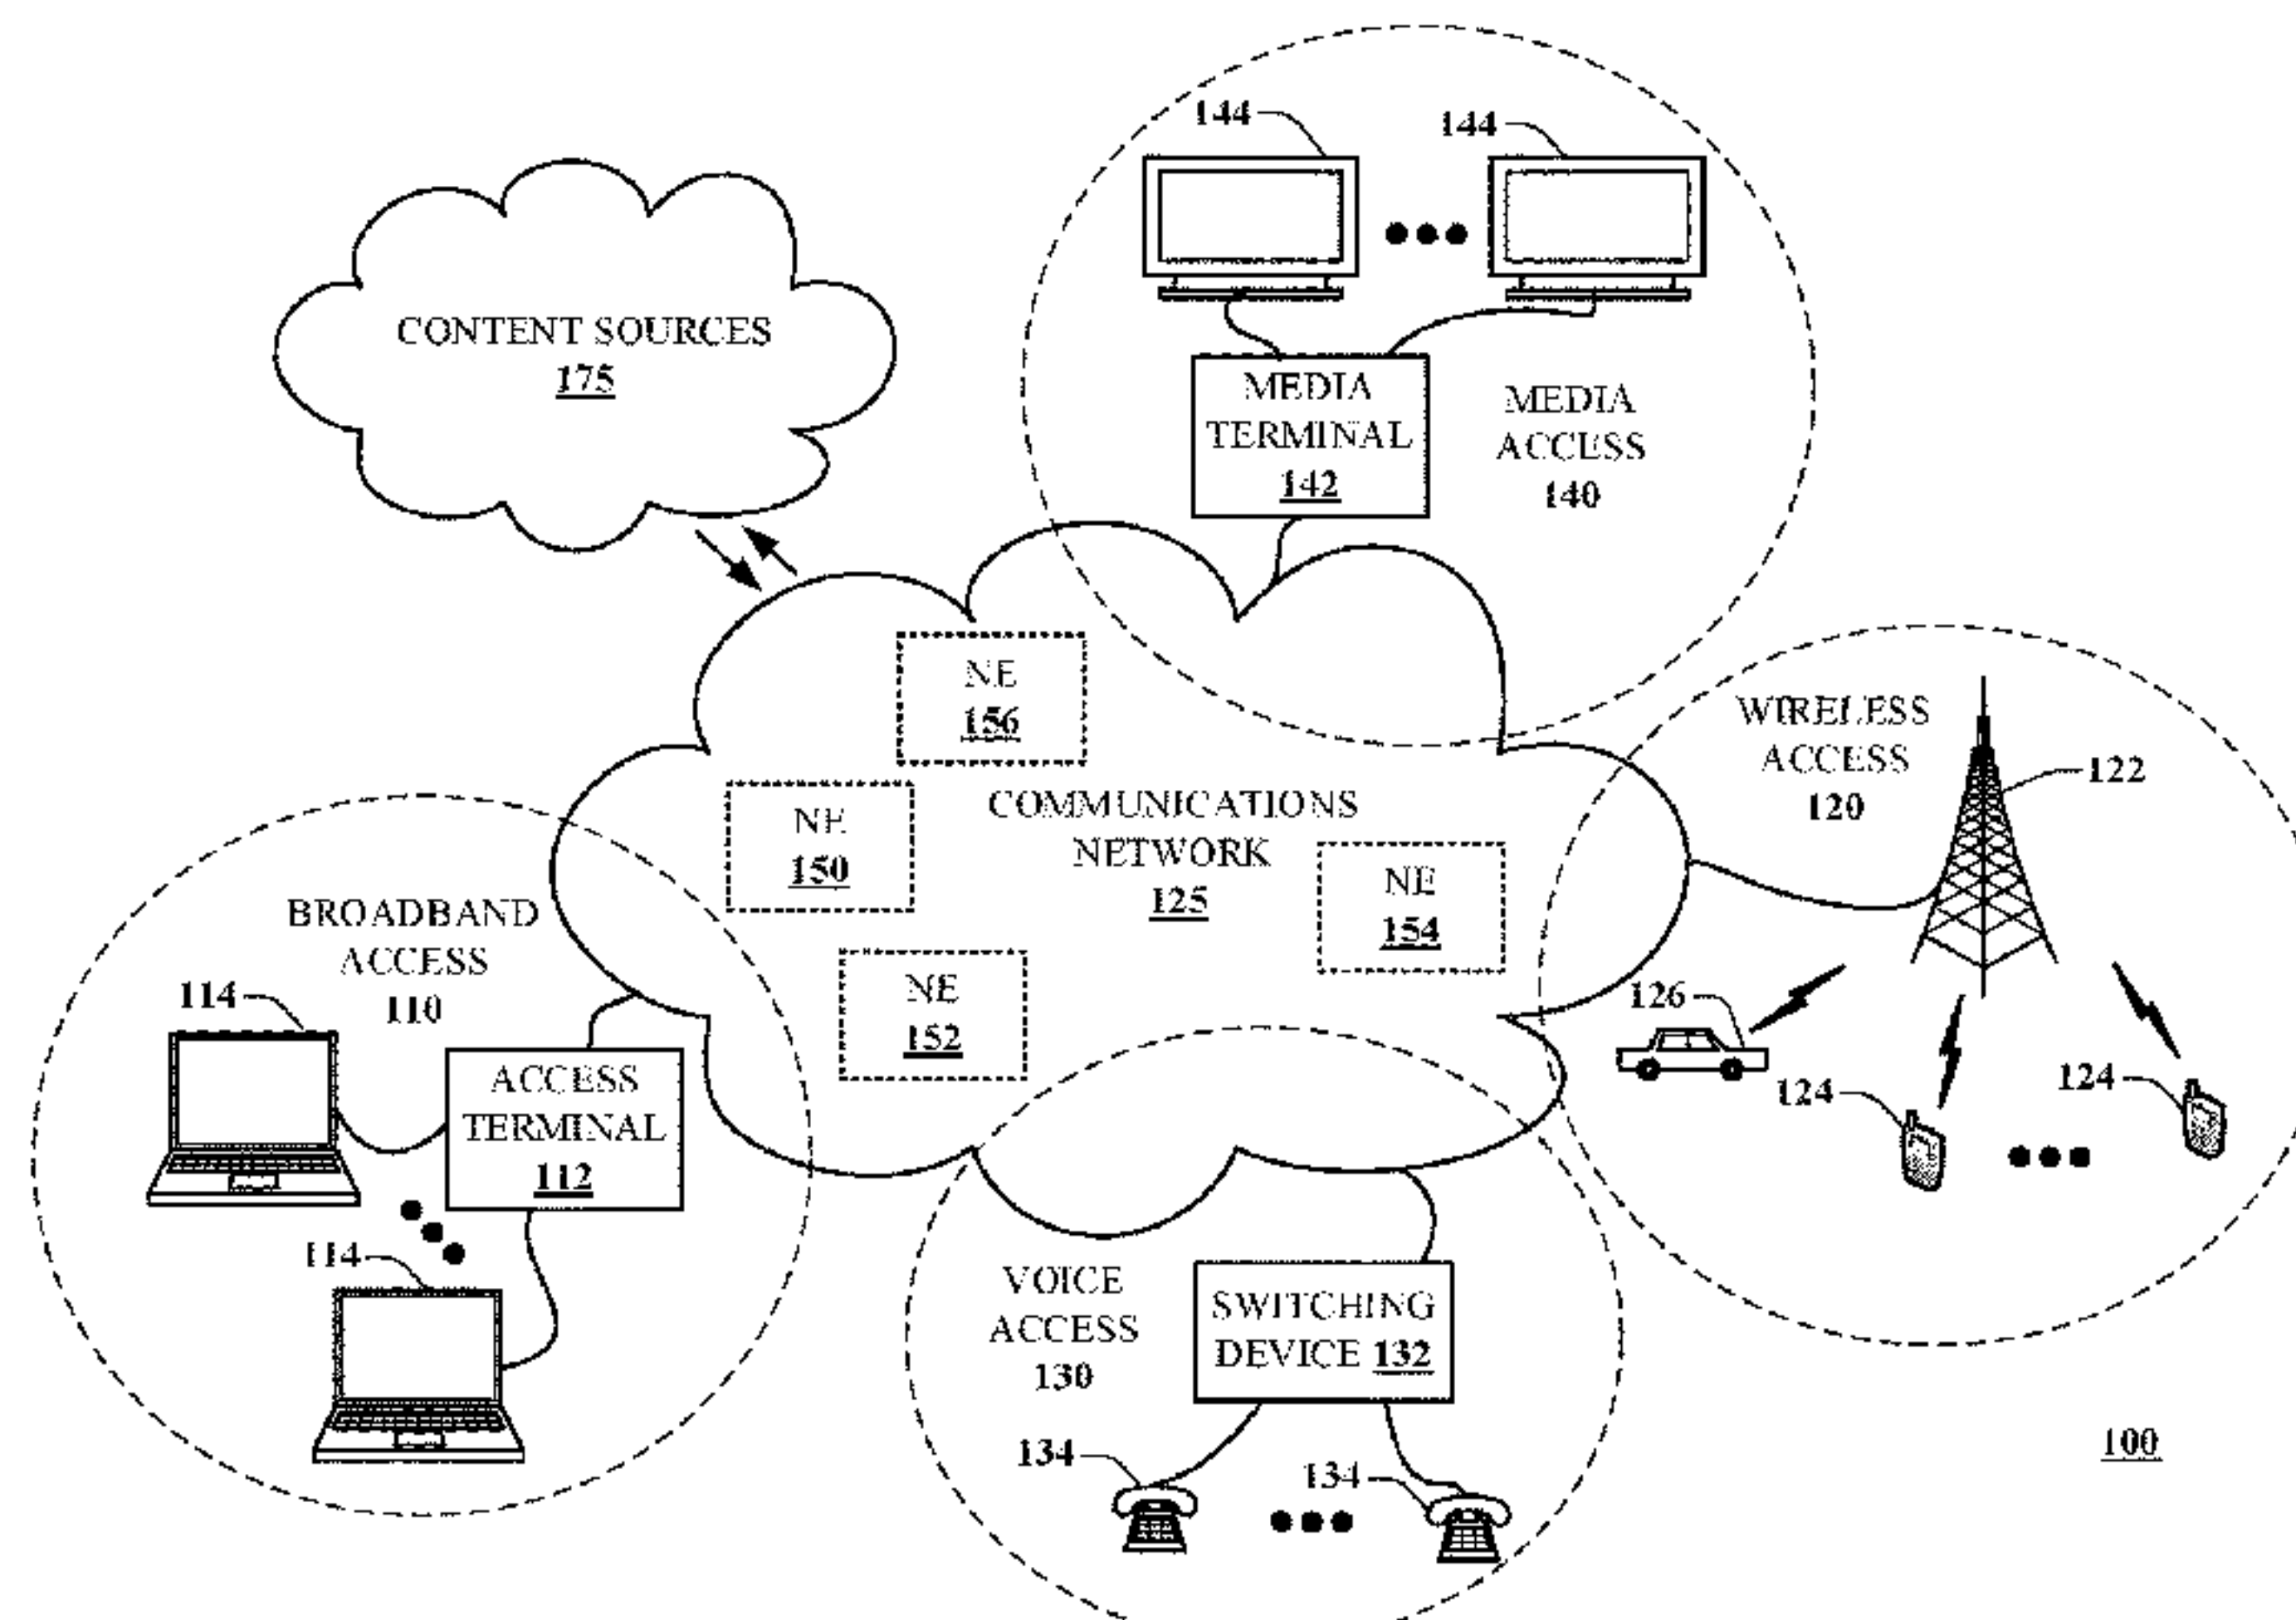 144
144
CONTENT SOURCES
175
MEDIA
TERMINAL
142
MEDIA
ACCESS
140
NE
156
WIRELESS
ACCESS
120
122
COMMUNICATIONS
NETWORK
125
NE
150
NE
154
BROADBAND
ACCESS
110
114
NE
152
126
124
124
ACCESS
TERMINAL
112
114
VOICE
ACCESS
130
SWITCHING
DEVICE 132
134
134
100